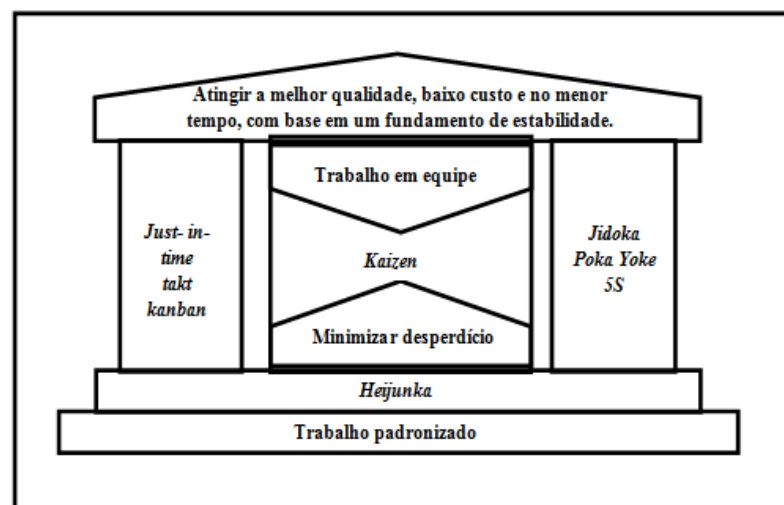 Atingir a melhor qualidade, baixo custo e no menor
tempo, com base em um fundamento de estabilidade.
Just- in-
time
takt
kanban
Trabalho em equipe
Kaizen
Minimizar desperdício
Jidoka
Poka Yoke
5S
Heijunka
Trabalho padronizado